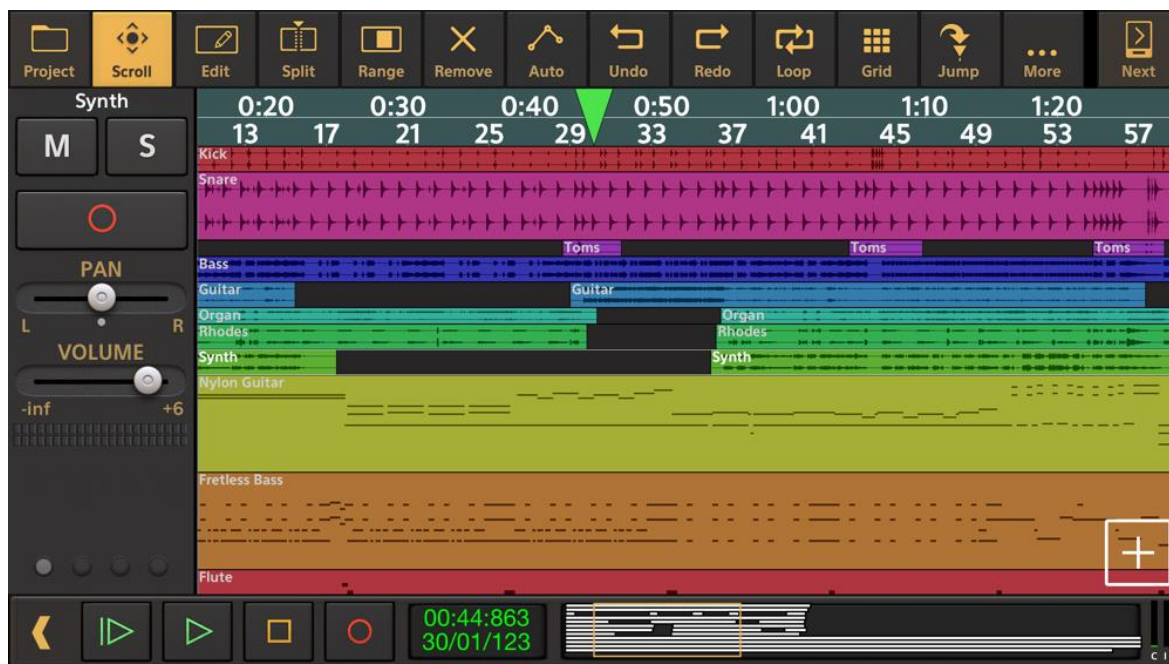 Project Scroll Edit Split Range Remove Auto Undo Redo Loop Grid Jump More Next
Synth
0:20 0:30 0:40 0:50 1:00 1:10 1:20
13 17 21 25 29 33 37 41 45 49 53 57
M S
Kick
Snare
Toms Toms Toms
PAN
L R
Bass
Guitar Guitar
Organ Organ
Rhodes Rhodes
VOLUME
-inf +6
Synth Synth
Nylon Guitar
Fretless Bass
Flute
00:44:863
30/01/123
C